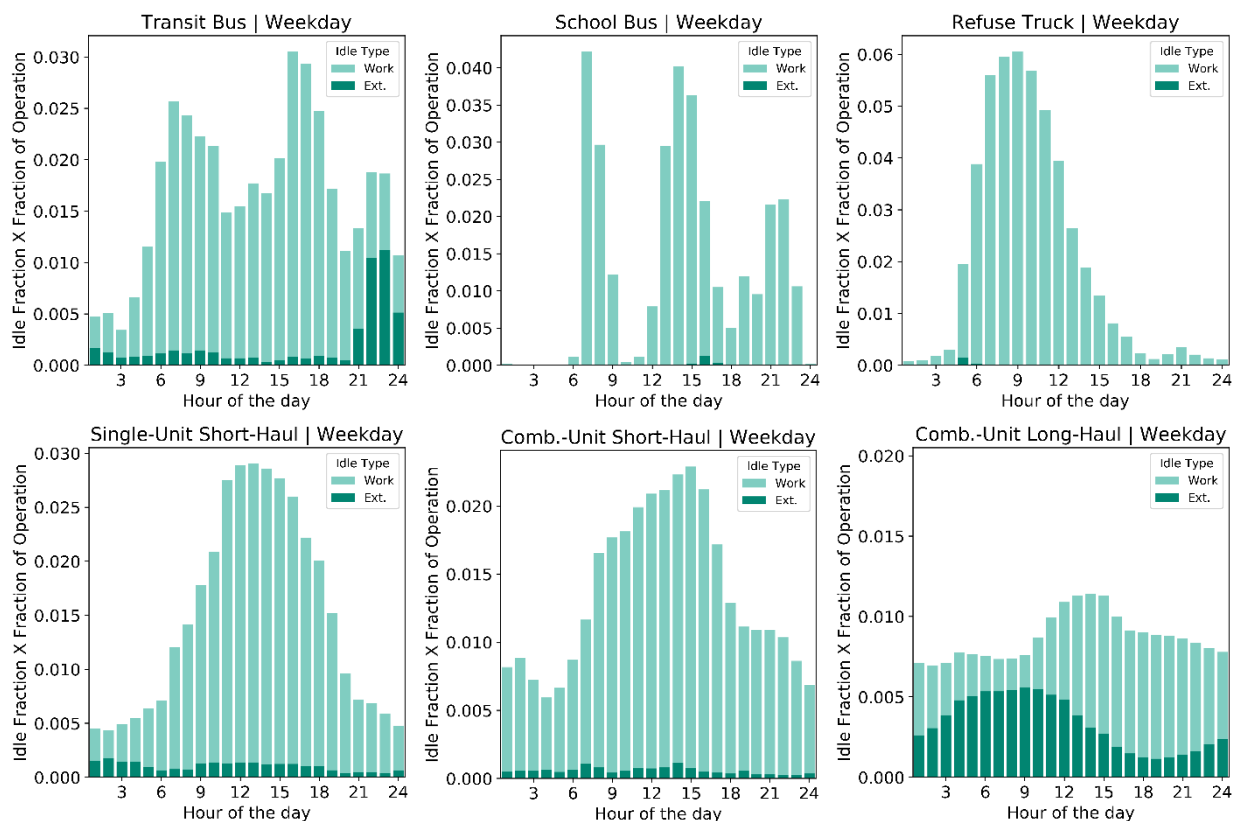 Transit Bus | Weekday
Idle Fraction X Fraction of Operation
0.030
0.025
0.020
0.015
0.010
0.005
0.000
Idle Type
Work
Ext.
3 6 9 12 15 18 21 24
Hour of the day
School Bus | Weekday
Idle Fraction X Fraction of Operation
0.040
0.035
0.030
0.025
0.020
0.015
0.010
0.005
0.000
Idle Type
Work
Ext.
3 6 9 12 15 18 21 24
Hour of the day
Refuse Truck | Weekday
Idle Fraction X Fraction of Operation
0.06
0.05
0.04
0.03
0.02
0.01
0.00
Idle Type
Work
Ext.
3 6 9 12 15 18 21 24
Hour of the day
Single-Unit Short-Haul | Weekday
Idle Fraction X Fraction of Operation
0.030
0.025
0.020
0.015
0.010
0.005
0.000
Idle Type
Work
Ext.
3 6 9 12 15 18 21 24
Hour of the day
Comb.-Unit Short-Haul | Weekday
Idle Fraction X Fraction of Operation
0.020
0.015
0.010
0.005
0.000
Idle Type
Work
Ext.
3 6 9 12 15 18 21 24
Hour of the day
Comb.-Unit Long-Haul | Weekday
Idle Fraction X Fraction of Operation
0.020
0.015
0.010
0.005
0.000
Idle Type
Work
Ext.
3 6 9 12 15 18 21 24
Hour of the day